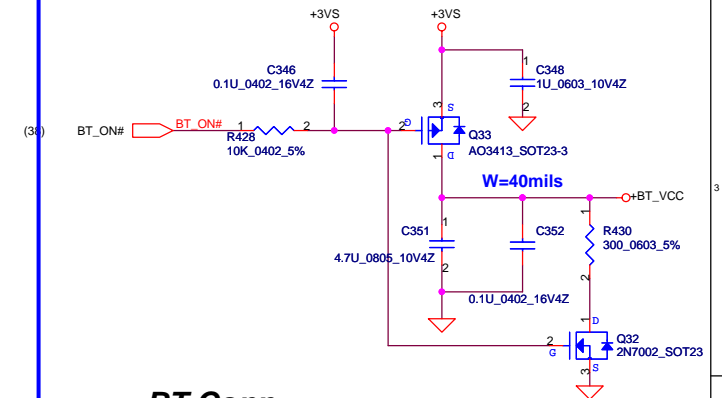 +3VS
+3VS
C346
0.1U_0402_16V4Z
1
C348
1U_0603_10V4Z
2
(38)
BT_ON#
BT_ON#
1
2
R428
10K_0402_5%
3
S
2
G
Q33
AO3413_SOT23-3
1
D
W=40mils
+BT_VCC
3
1
C351
4.7U_0805_10V4Z
2
C352
0.1U_0402_16V4Z
1
R430
300_0603_5%
2
1
D
2
G
Q32
2N7002_SOT23
3
S
BT Conn